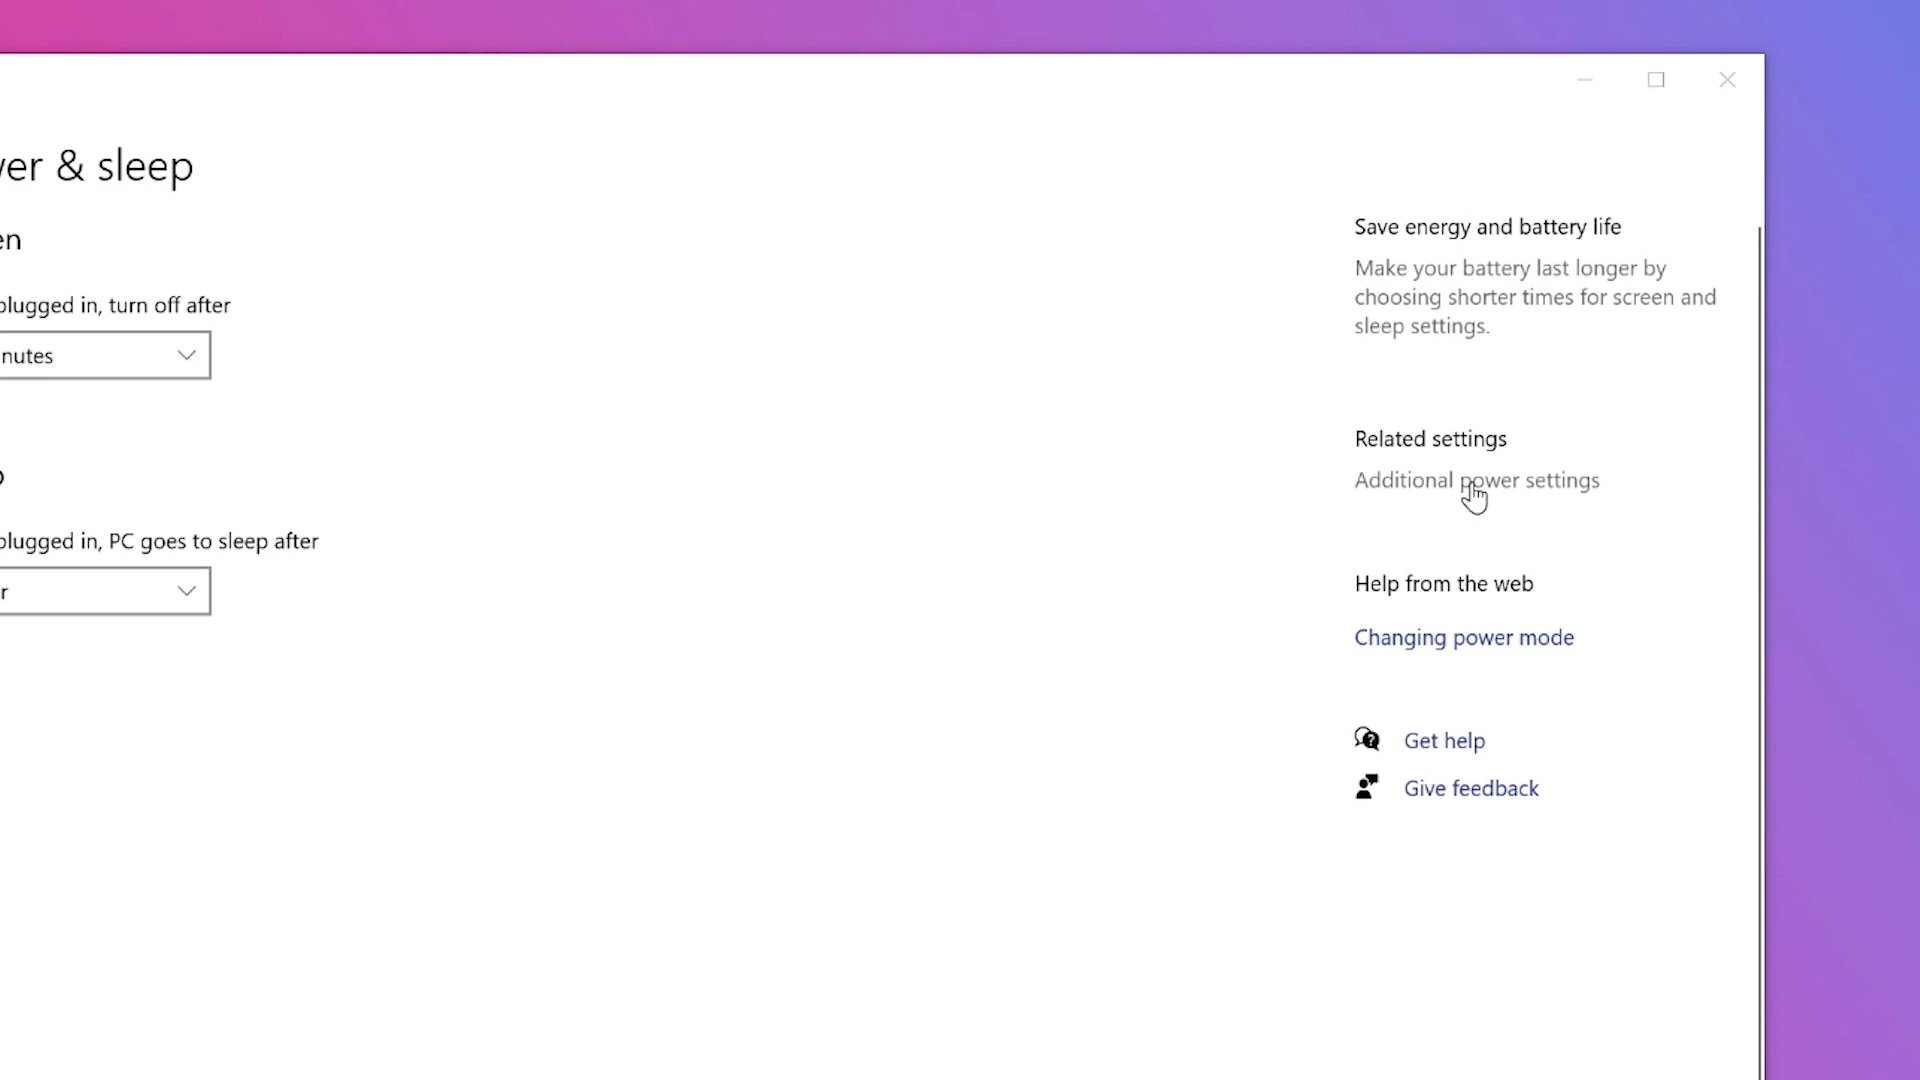 er & sleep
en
plugged in, turn off after
nutes
plugged in, PC goes to sleep after
r
Save energy and battery life
Make your battery last longer by
choosing shorter times for screen and
sleep settings.
Related settings
Additional power settings
Help from the web
Changing power mode
Get help
Give feedback